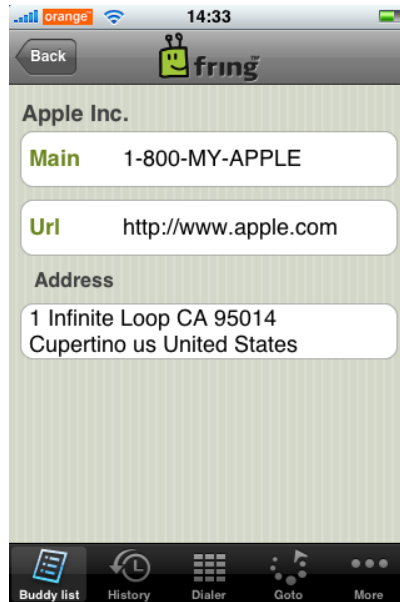 orange 14:33
Back fring™
Apple Inc.
Main 1-800-MY-APPLE
Url http://www.apple.com
Address
1 Infinite Loop CA 95014
Cupertino us United States
Buddy list History Dialer Goto More